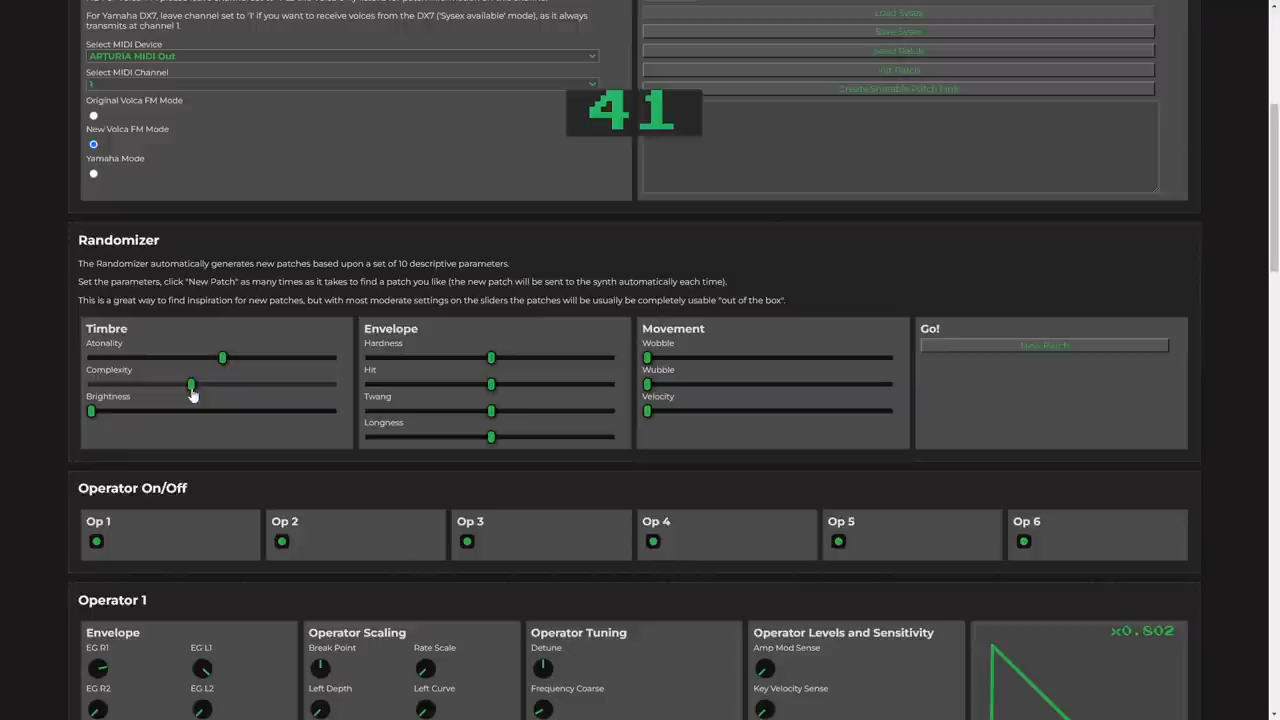 For Yamaha DX7, leave channel set to '1' if you want to receive voices from the DX7 ('Sysex available' mode), as it always
transmits at channel 1.
Select MIDI Device
ARTURIA MIDI Out
Select MIDI Channel
1
Original Volca FM Mode
New Volca FM Mode
Yamaha Mode
Load Sysex
Save Sysex
Send Patch
Init Patch
Create Sharable Patch Link
41
Randomizer
The Randomizer automatically generates new patches based upon a set of 10 descriptive parameters.
Set the parameters, click "New Patch" as many times as it takes to find a patch you like (the new patch will be sent to the synth automatically each time).
This is a great way to find inspiration for new patches, but with most moderate settings on the sliders the patches will be usually be completely usable "out of the box".
Timbre
Atonality
Complexity
Brightness
Envelope
Hardness
Hit
Twang
Longness
Movement
Wobble
Wubble
Velocity
Go!
New Patch
Operator On/Off
Op 1
Op 2
Op 3
Op 4
Op 5
Op 6
Operator 1
Envelope
EG R1
EG L1
EG R2
EG L2
Operator Scaling
Break Point
Rate Scale
Left Depth
Left Curve
Operator Tuning
Detune
Frequency Coarse
Operator Levels and Sensitivity
Amp Mod Sense
Key Velocity Sense
x0.802